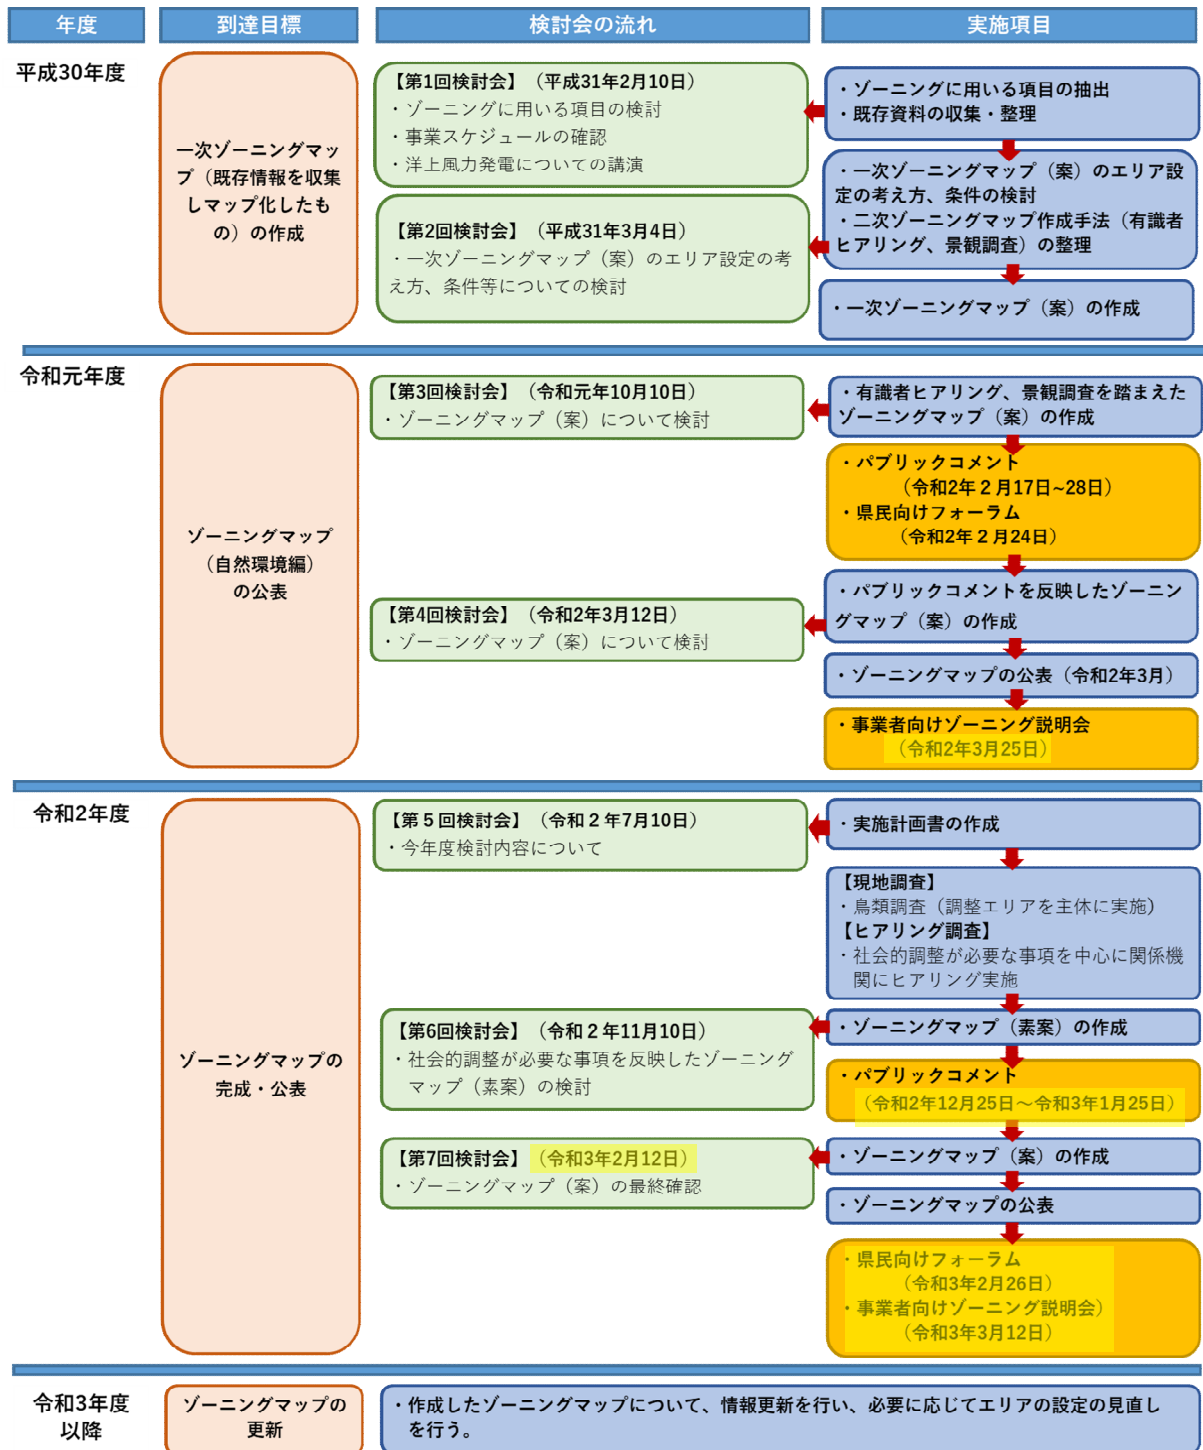 年度
到達目標
検討会の流れ
実施項目
平成30年度
一次ゾーニングマッ
プ（既存情報を収集
しマップ化したも
の）の作成
【第1回検討会】（平成31年2月10日）
・ゾーニングに用いる項目の検討
・事業スケジュールの確認
・洋上風力発電についての講演
【第2回検討会】（平成31年3月4日）
・一次ゾーニングマップ（案）のエリア設定の考
え方、条件等についての検討
・ゾーニングに用いる項目の抽出
・既存資料の収集・整理
・一次ゾーニングマップ（案）のエリア設
定の考え方、条件の検討
・二次ゾーニングマップ作成手法（有識者
ヒアリング、景観調査）の整理
・一次ゾーニングマップ（案）の作成
令和元年度
ゾーニングマップ
（自然環境編）
の公表
【第3回検討会】（令和元年10月10日）
・ゾーニングマップ（案）について検討
【第4回検討会】（令和2年3月12日）
・ゾーニングマップ（案）について検討
・有識者ヒアリング、景観調査を踏まえた
ゾーニングマップ（案）の作成
・パブリックコメント
（令和2年２月17日~28日）
・県民向けフォーラム
（令和2年２月24日）
・パブリックコメントを反映したゾーニン
グマップ（案）の作成
・ゾーニングマップの公表（令和2年3月）
・事業者向けゾーニング説明会
（令和2年3月25日）
令和2年度
ゾーニングマップの
完成・公表
【第５回検討会】（令和２年7月10日）
・今年度検討内容について
【第6回検討会】（令和２年11月10日）
・社会的調整が必要な事項を反映したゾーニング
マップ（素案）の検討
【第7回検討会】（令和3年2月12日）
・ゾーニングマップ（案）の最終確認
・実施計画書の作成
【現地調査】
・鳥類調査（調整エリアを主体に実施）
【ヒアリング調査】
・社会的調整が必要な事項を中心に関係機
関にヒアリング実施
・ゾーニングマップ（素案）の作成
・パブリックコメント
（令和2年12月25日～令和3年1月25日）
・ゾーニングマップ（案）の作成
・ゾーニングマップの公表
・県民向けフォーラム
（令和3年2月26日）
・事業者向けゾーニング説明会）
（令和3年3月12日）
令和3年度
以降
ゾーニングマップの
更新
・作成したゾーニングマップについて、情報更新を行い、必要に応じてエリアの設定の見直し
を行う。